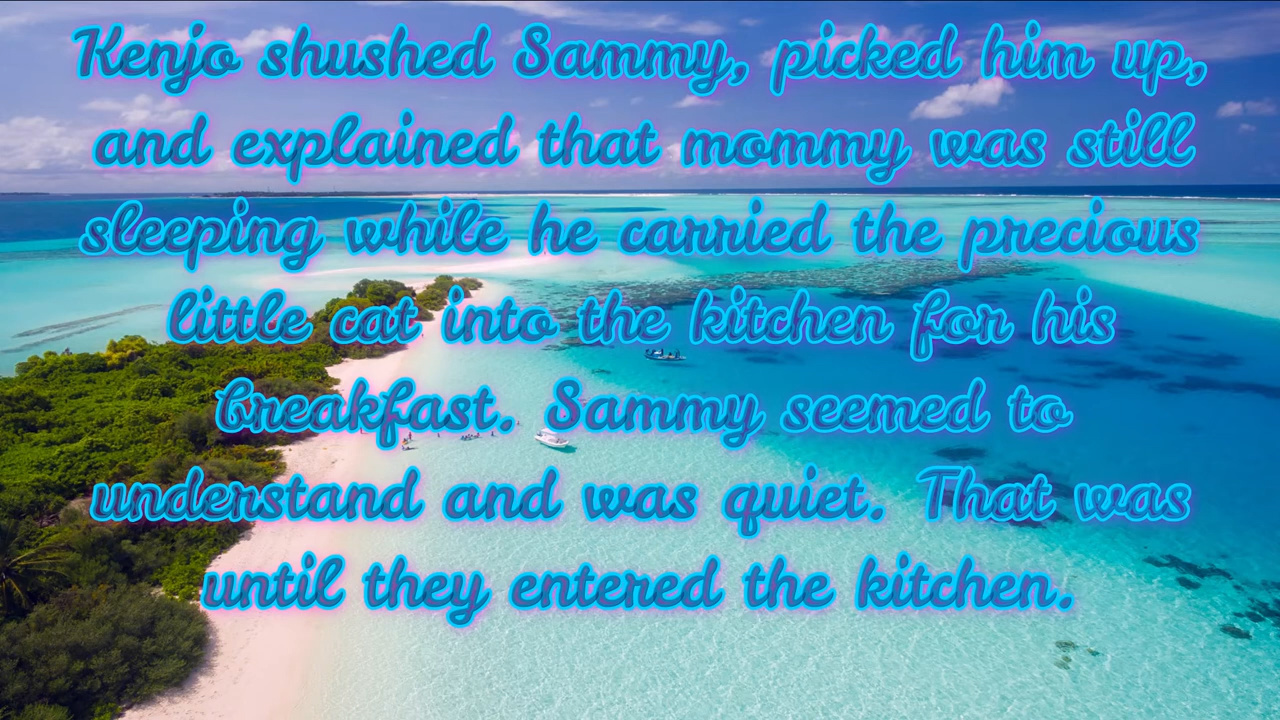 Kenjo shushed Sammy, picked him up,
and explained that mommy was still
sleeping while he carried the precious
little cat into the kitchen for his
breakfast. Sammy seemed to
understand and was quiet. That was
until they entered the kitchen.